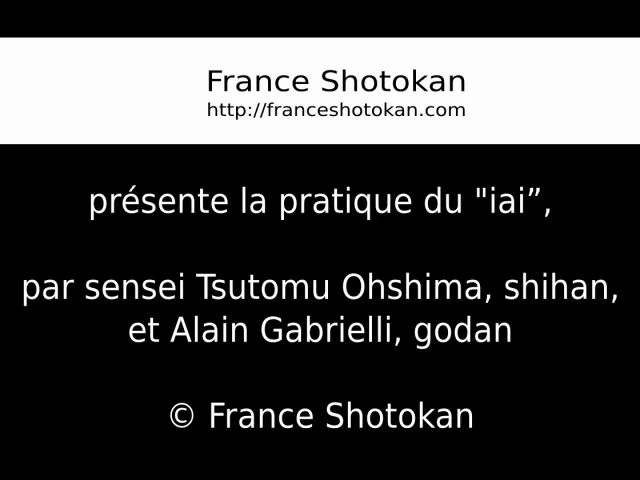 France Shotokan
http://franceshotokan.com
présente la pratique du "iai”,
par sensei Tsutomu Ohshima, shihan,
et Alain Gabrielli, godan
© France Shotokan